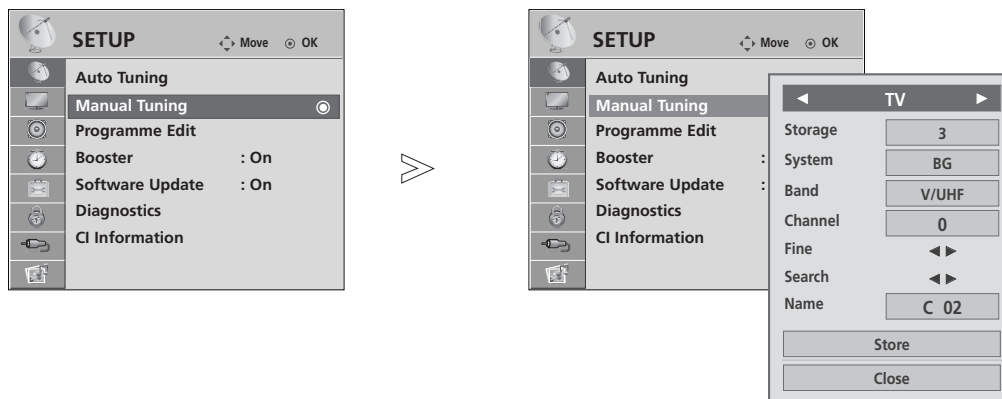 SETUP Move OK
Auto Tuning
Manual Tuning
Programme Edit
Booster : On
Software Update : On
Diagnostics
CI Information
SETUP Move OK
Auto Tuning
Manual Tuning
Programme Edit
Booster :
Software Update :
Diagnostics
CI Information
◄ TV ►
Storage 3
System BG
Band V/UHF
Channel 0
Fine ◄ ►
Search ◄ ►
Name C 02
Store
Close